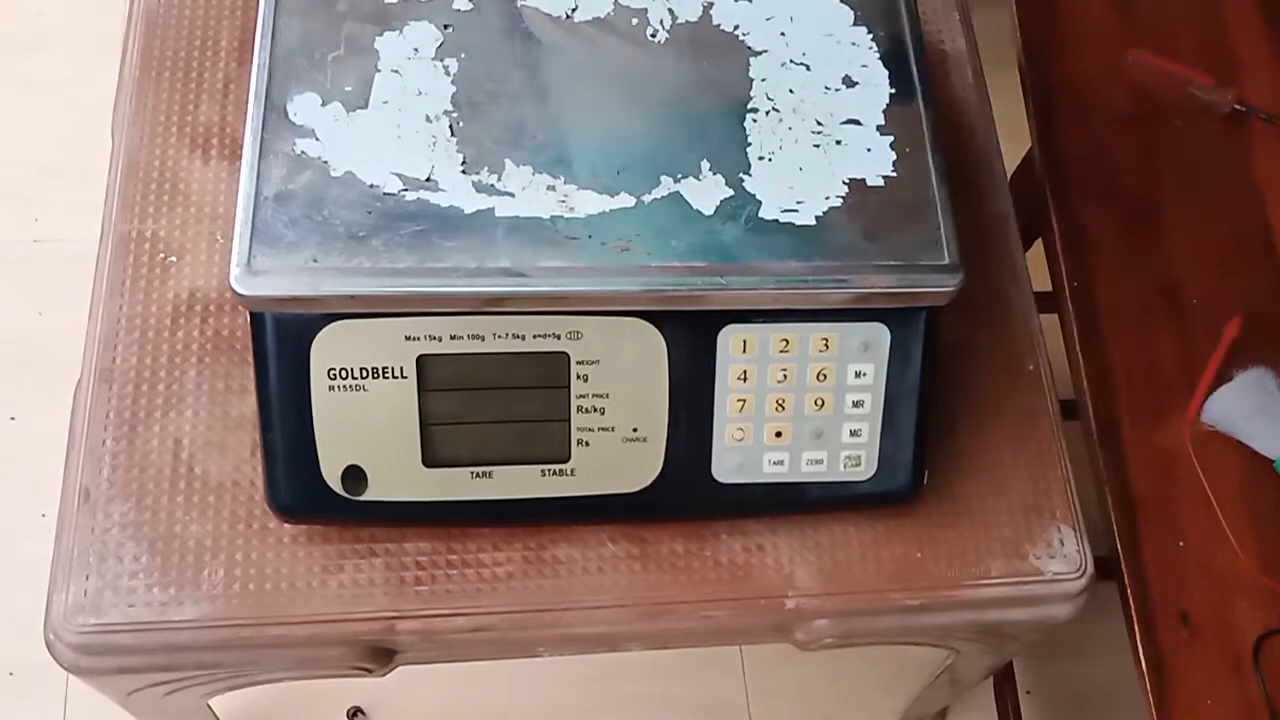 Max 15kg Min 100g T=-7.5kg e=d=5g
GOLDBELL
R155DL
WEIGHT
kg
UNIT PRICE
Rs/kg
TOTAL PRICE
Rs
CHARGE
TARE STABLE
1 2 3
4 5 6 M+
7 8 9 MR
MC
TARE ZERO